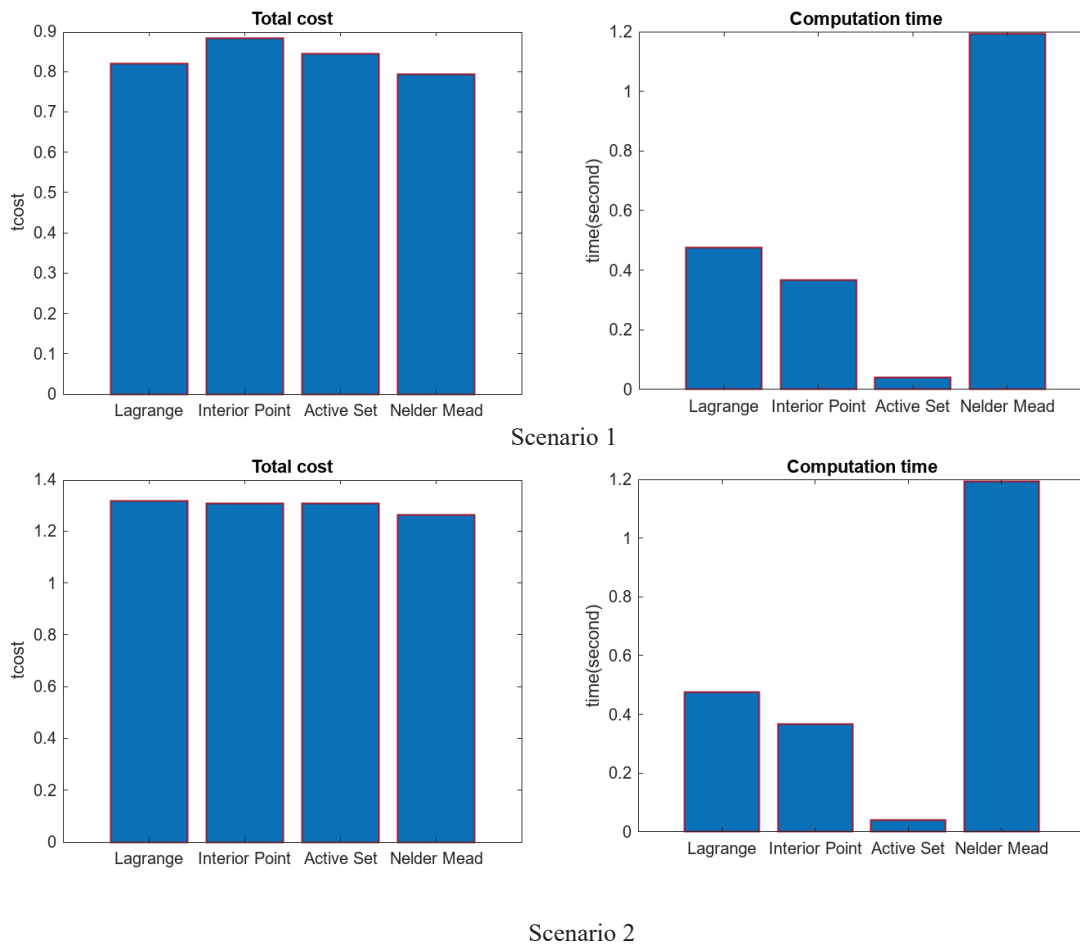 Total cost
0.9
0.8
0.7
0.6
0.5
0.4
0.3
0.2
0.1
0
tcost
Lagrange Interior Point Active Set Nelder Mead
Computation time
1.2
1
0.8
0.6
0.4
0.2
0
time(second)
Lagrange Interior Point Active Set Nelder Mead
Scenario 1
Total cost
1.4
1.2
1
0.8
0.6
0.4
0.2
0
tcost
Lagrange Interior Point Active Set Nelder Mead
Computation time
1.2
1
0.8
0.6
0.4
0.2
0
time(second)
Lagrange Interior Point Active Set Nelder Mead
Scenario 2